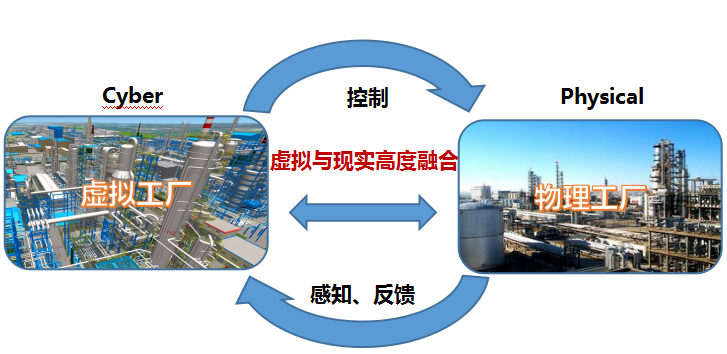 Cyber
控制
Physical
虚拟与现实高度融合
虚拟工厂
物理工厂
感知、反馈